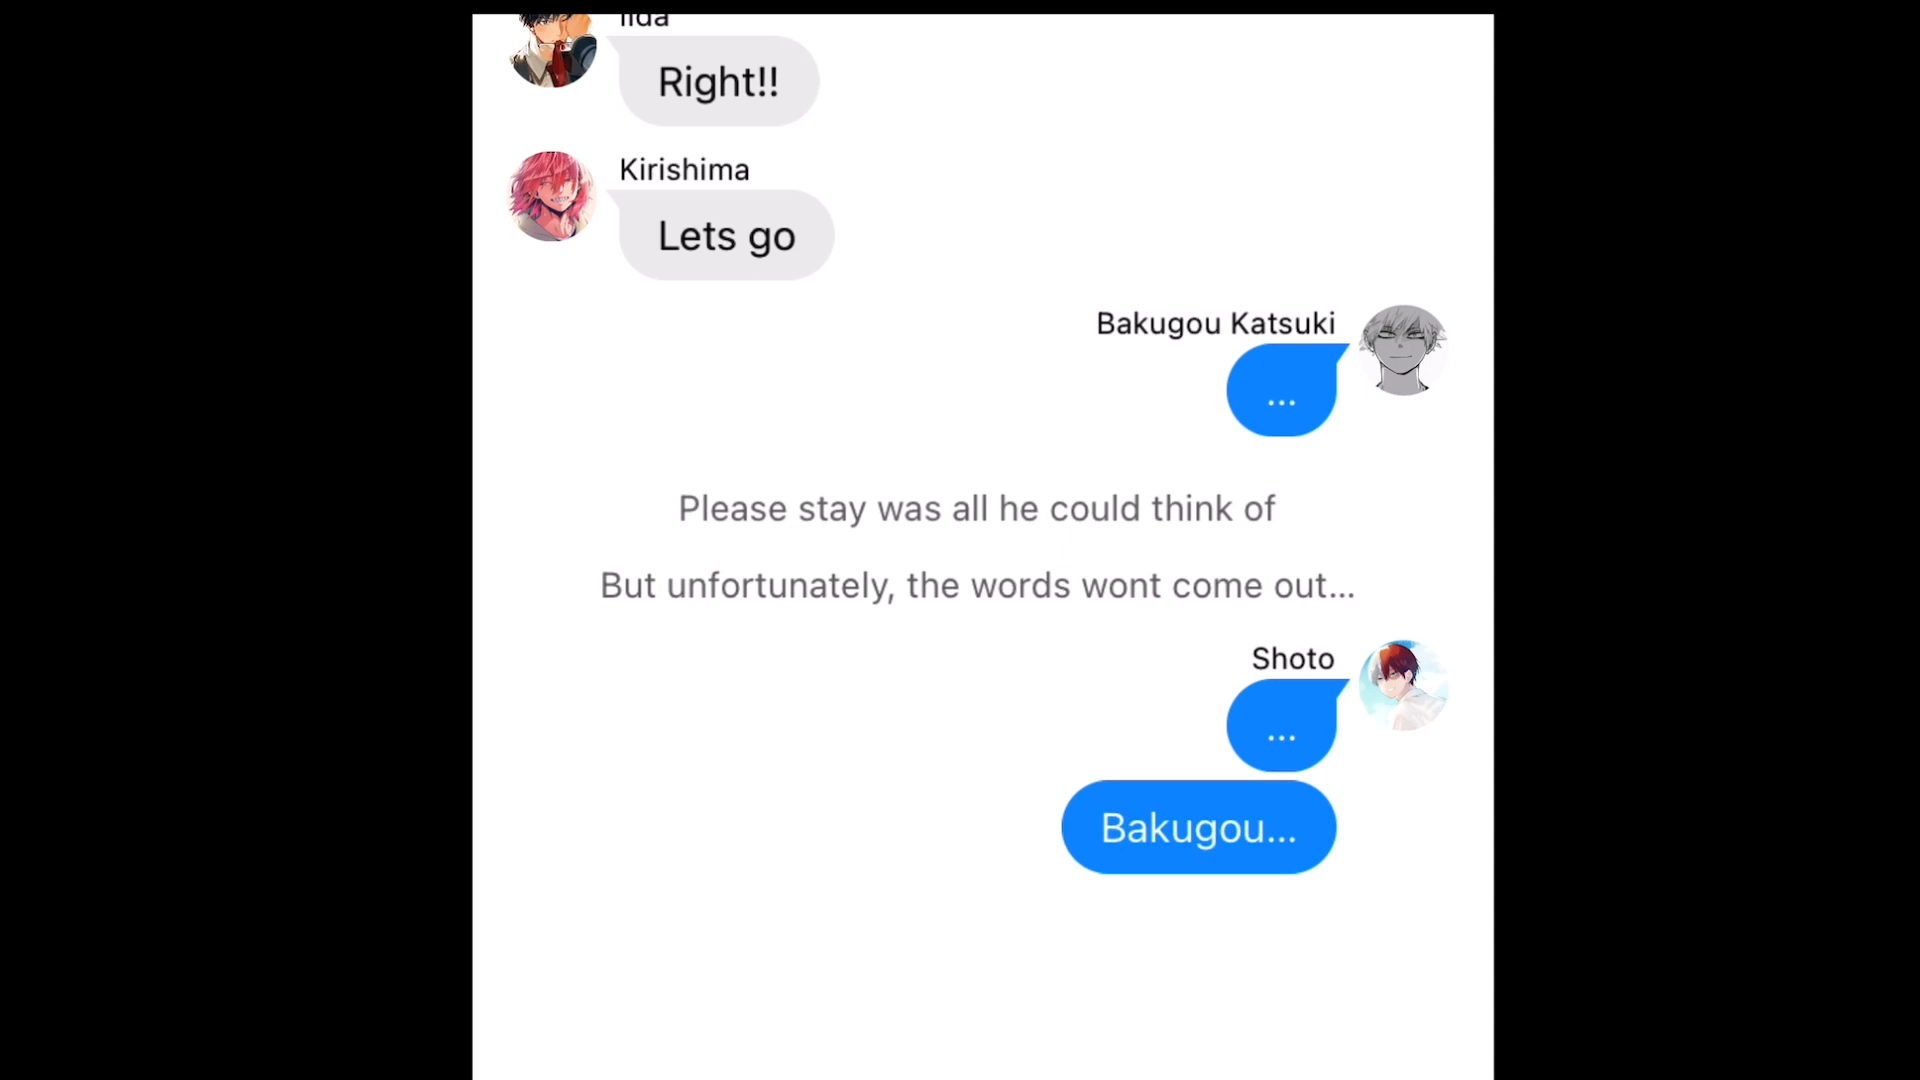 Iida
Right!!
Kirishima
Lets go
Bakugou Katsuki
...
Please stay was all he could think of
But unfortunately, the words wont come out...
Shoto
...
Bakugou...